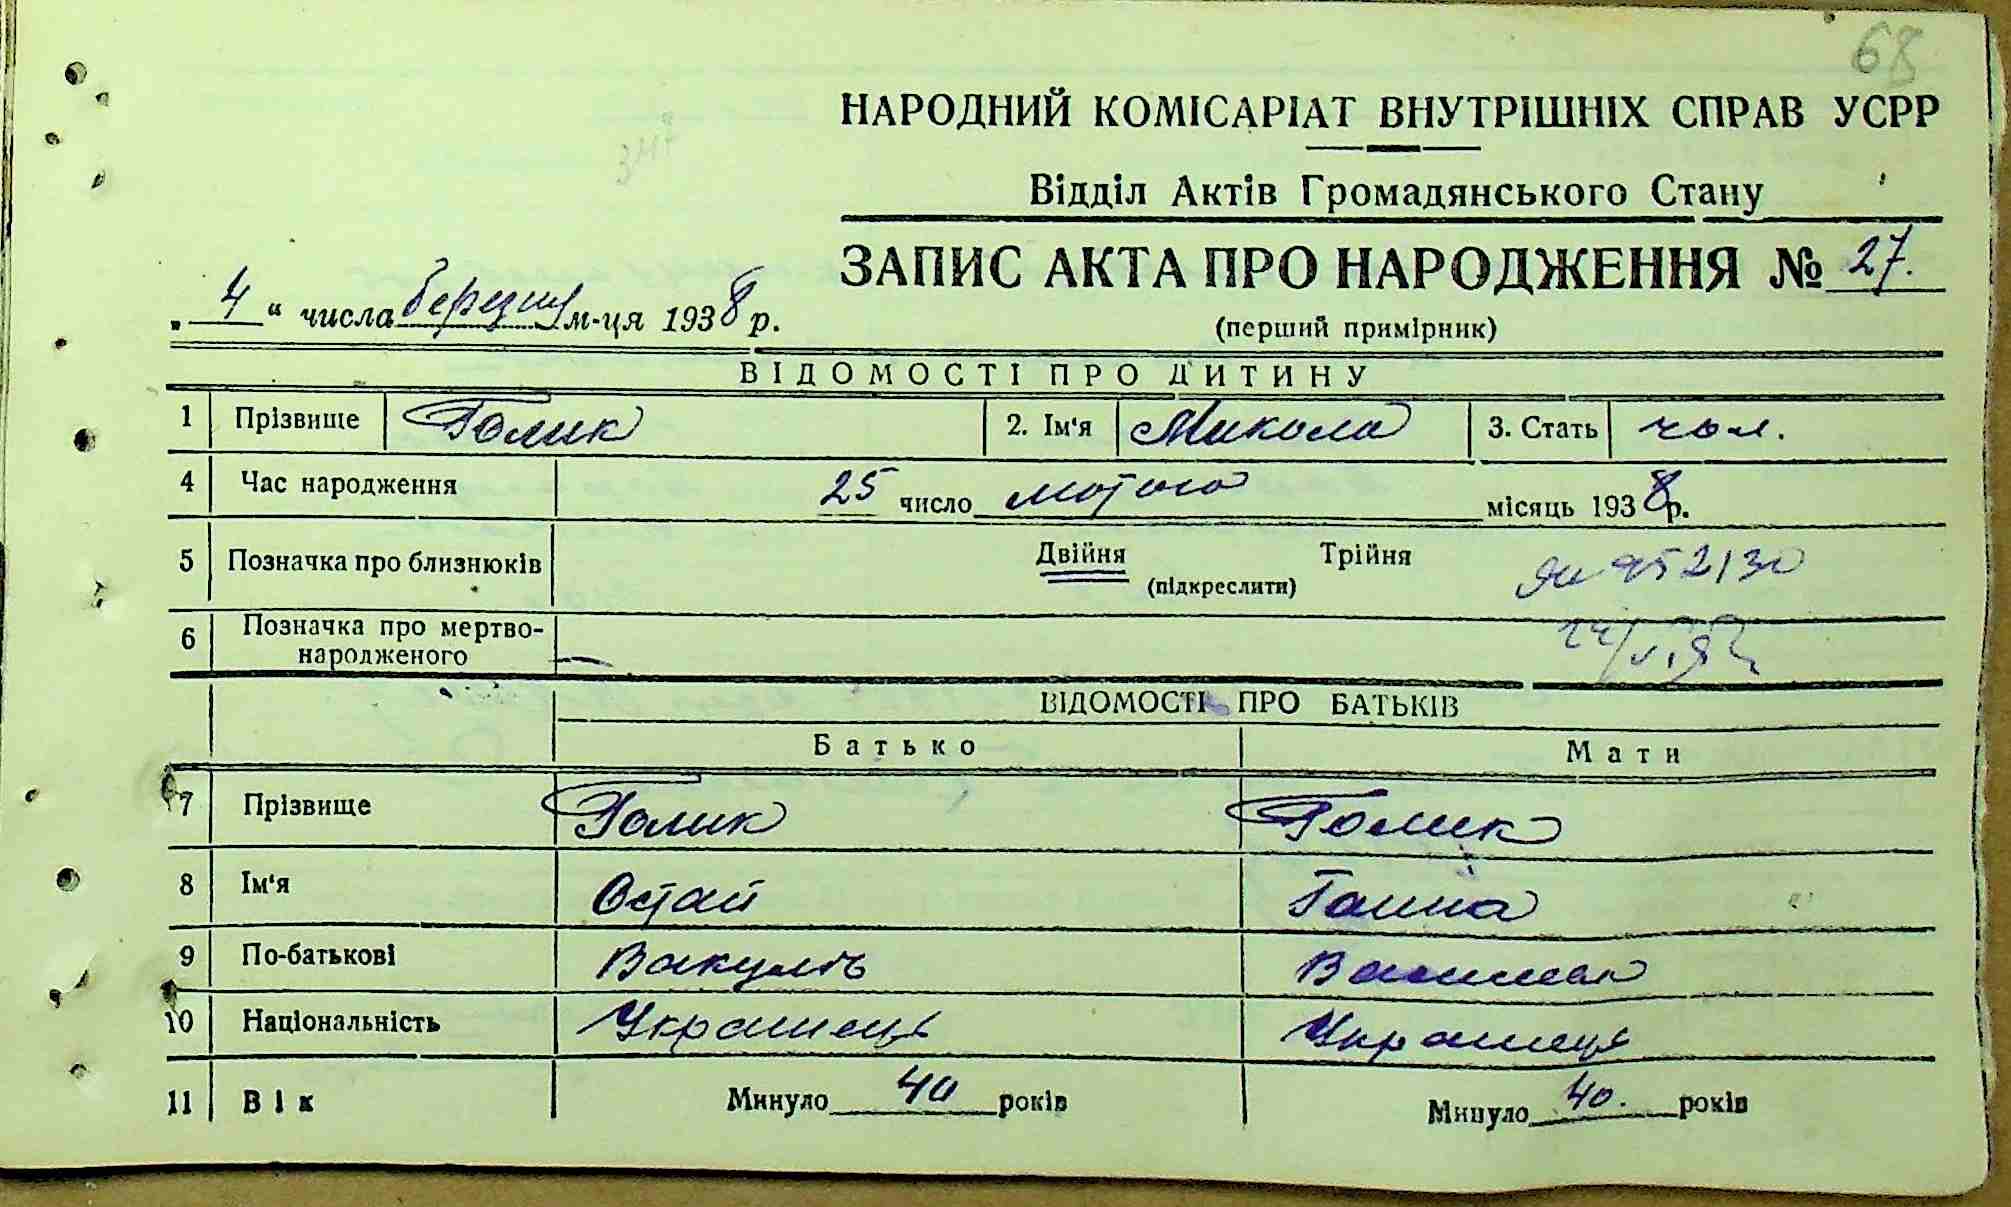 68
НАРОДНИЙ КОМІСАРІАТ ВНУТРІШНІХ СПРАВ УСРР
Відділ Актів Громадянського Стану
ЗАПИС АКТА ПРО НАРОДЖЕННЯ № 27.
„ 4 “ числа березня м-ця 1938 р.
(перший примірник)
ВІДОМОСТІ ПРО ДИТИНУ
1 Прізвище Голик 2. Ім'я Микола 3. Стать чол.
4 Час народження 25 число лютого місяць 1938 р.
5 Позначка про близнюків Двійня Трійня
(підкреслити)
6 Позначка про мертво-
народженого —
ВІДОМОСТІ ПРО БАТЬКІВ
Батько Мати
7 Прізвище Голик Голик
8 Ім'я Ганна
9 По-батькові
10 Національність Українець
11 Вік Минуло 40 років Минуло 40. років